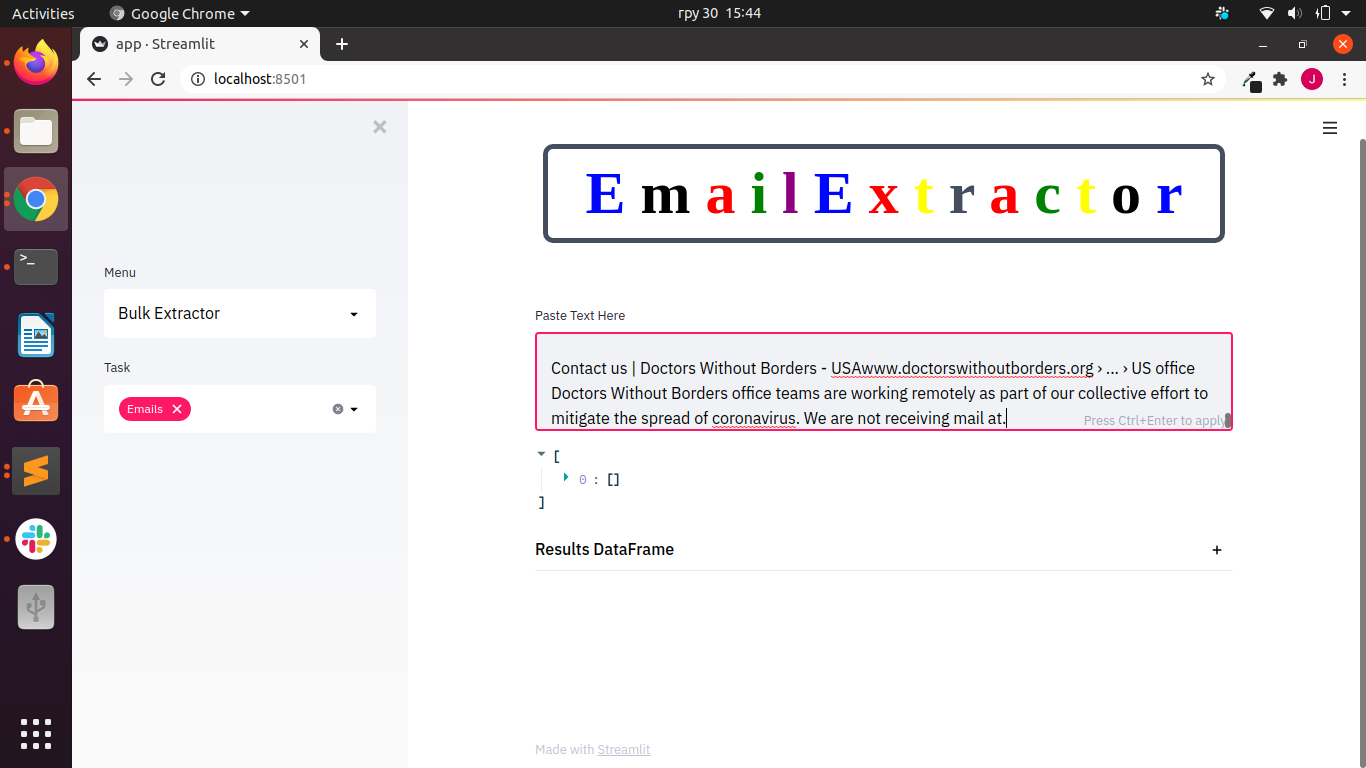 Activities
Google Chrome
гру 30 15:44
app · Streamlit
localhost:8501
J
EmailExtractor
Menu
Bulk Extractor
Task
Emails
Paste Text Here
Contact us | Doctors Without Borders - USAwww.doctorswithoutborders.org › ... › US office
Doctors Without Borders office teams are working remotely as part of our collective effort to
mitigate the spread of coronavirus. We are not receiving mail at.
Press Ctrl+Enter to apply
[
0 : []
]
Results DataFrame
+
Made with Streamlit